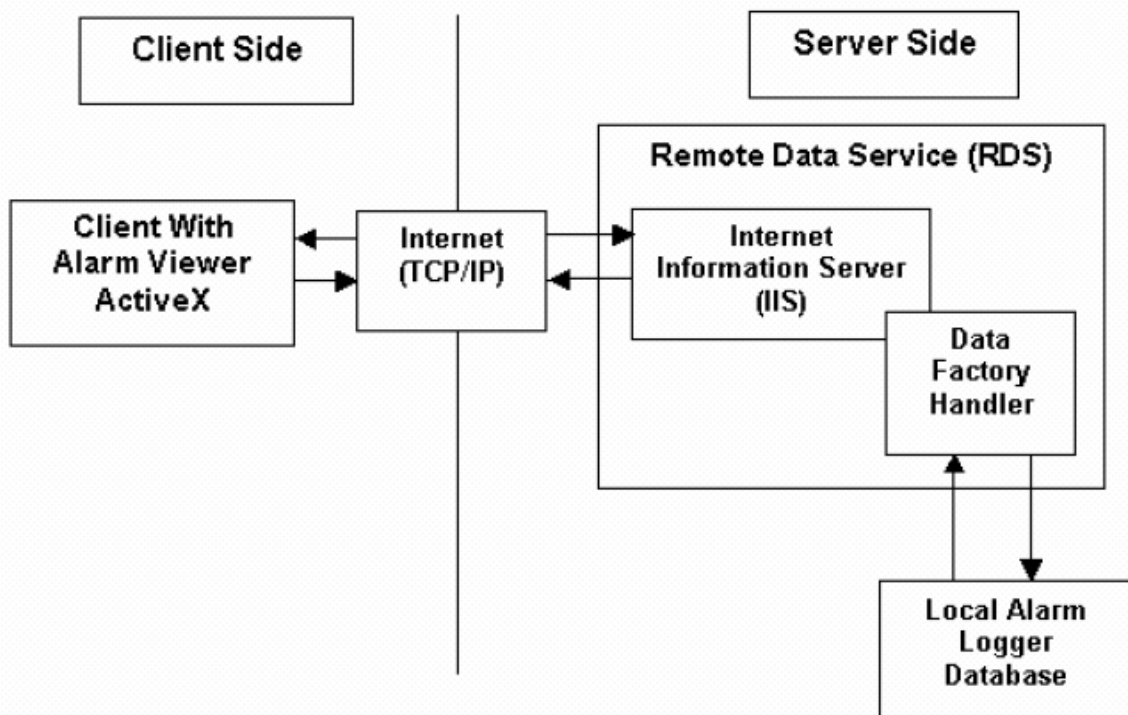 Client Side
Server Side
Remote Data Service (RDS)
Client With
Alarm Viewer
ActiveX
Internet
(TCP/IP)
Internet
Information Server
(IIS)
Data
Factory
Handler
Local Alarm
Logger
Database